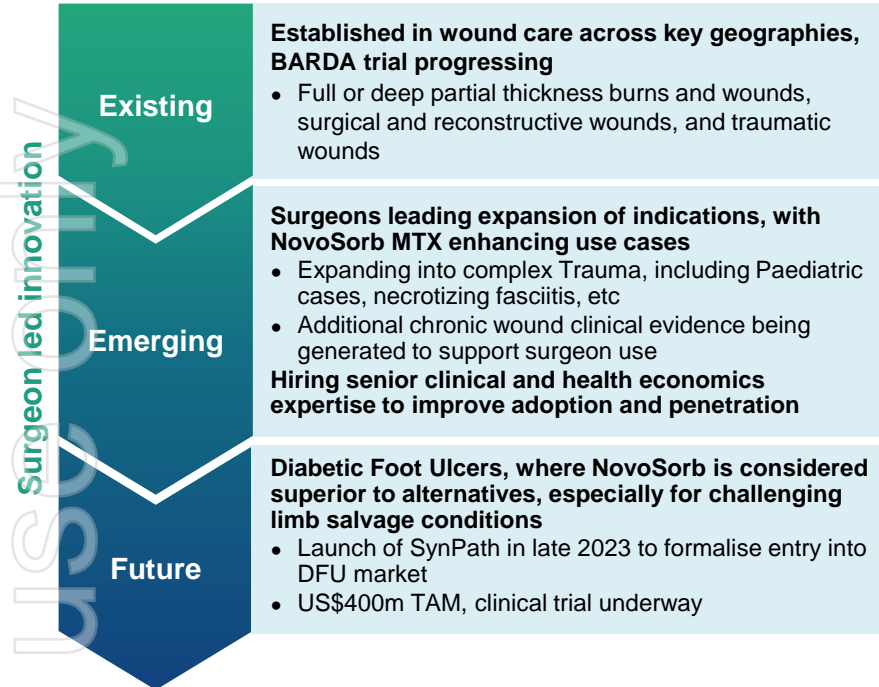 Surgeon led innovation
use only
Existing
Established in wound care across key geographies,
BARDA trial progressing
• Full or deep partial thickness burns and wounds,
surgical and reconstructive wounds, and traumatic
wounds
Emerging
Surgeons leading expansion of indications, with
NovoSorb MTX enhancing use cases
• Expanding into complex Trauma, including Paediatric
cases, necrotizing fasciitis, etc
• Additional chronic wound clinical evidence being
generated to support surgeon use
Hiring senior clinical and health economics
expertise to improve adoption and penetration
Future
Diabetic Foot Ulcers, where NovoSorb is considered
superior to alternatives, especially for challenging
limb salvage conditions
• Launch of SynPath in late 2023 to formalise entry into
DFU market
• US$400m TAM, clinical trial underway